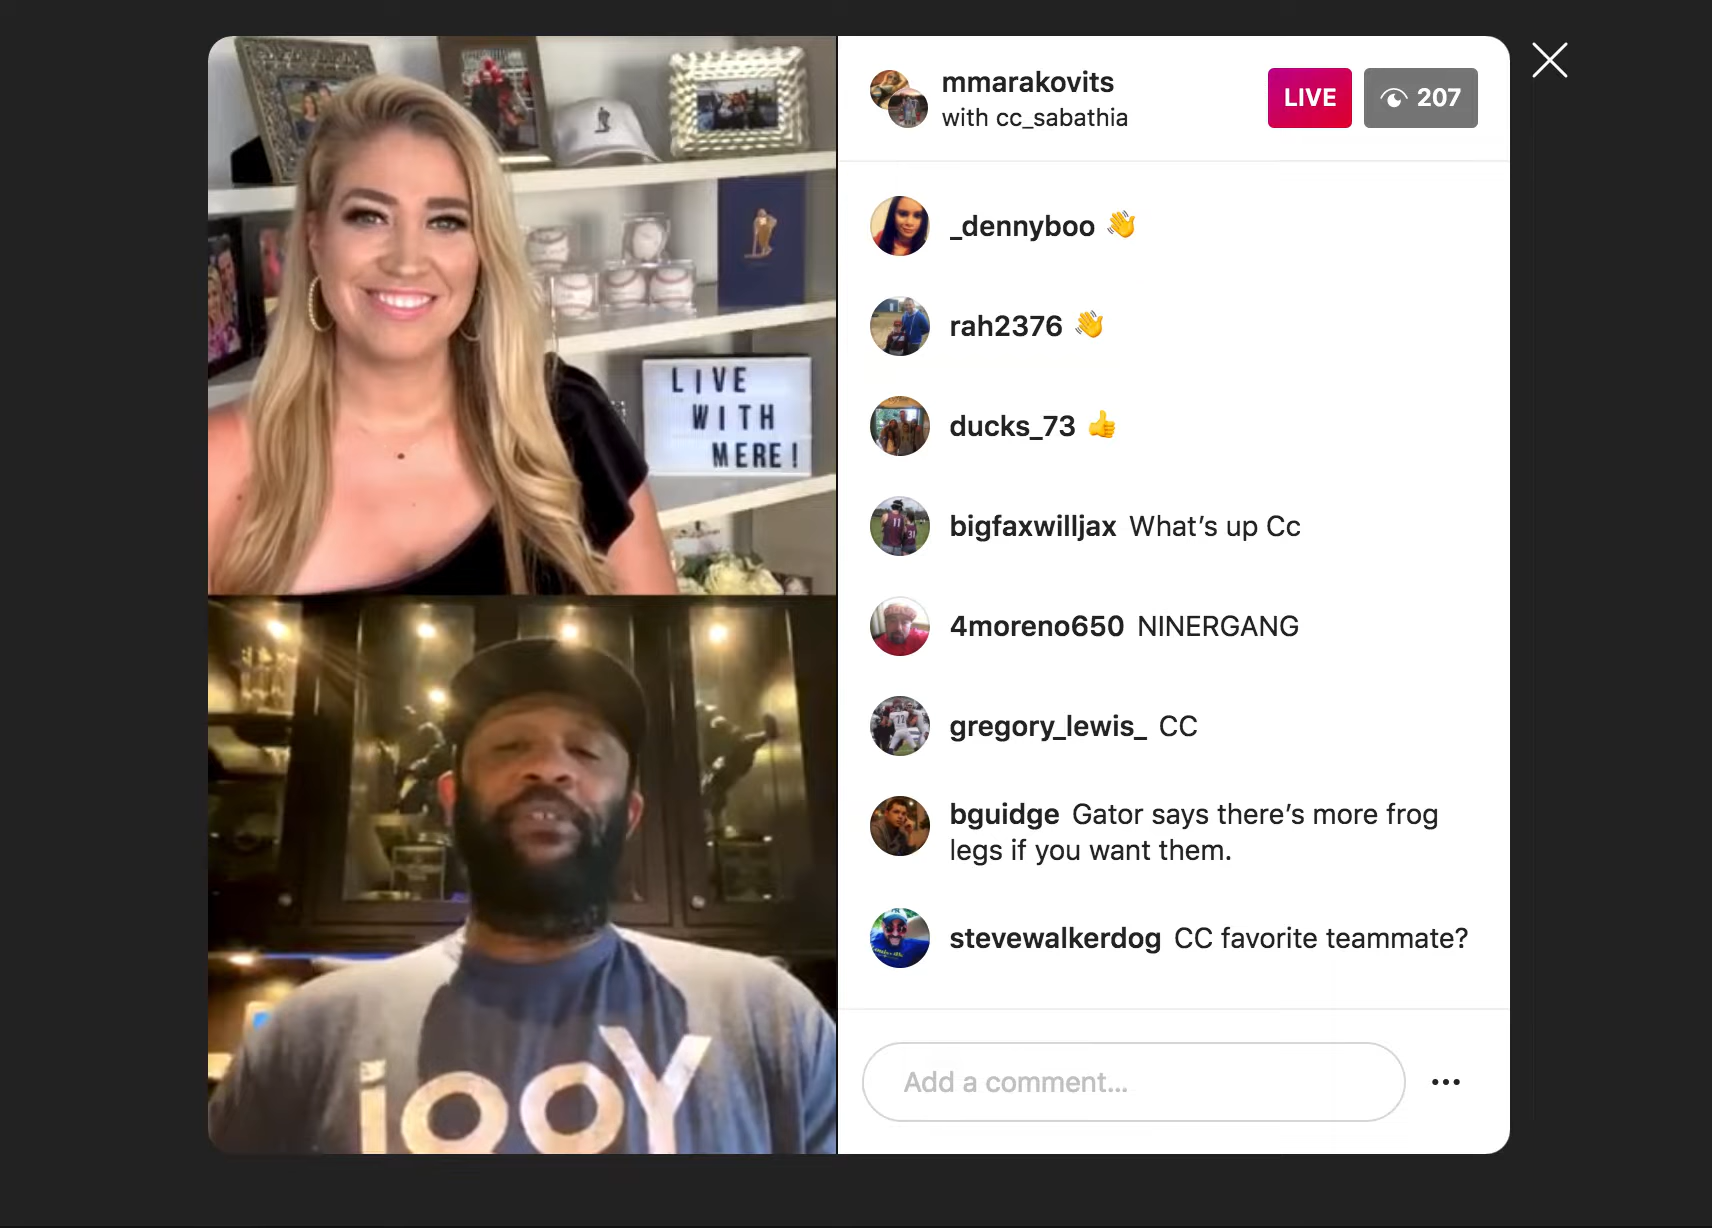 LIVE
WITH
MERE!
iooY
mmarakovits
with cc_sabathia
LIVE
207
_dennyboo 👋
rah2376 👋
ducks_73 👍
bigfaxwilljax What's up Cc
4moreno650 NINERGANG
gregory_lewis_ CC
bguidge Gator says there's more frog
legs if you want them.
stevewalkerdog CC favorite teammate?
Add a comment...